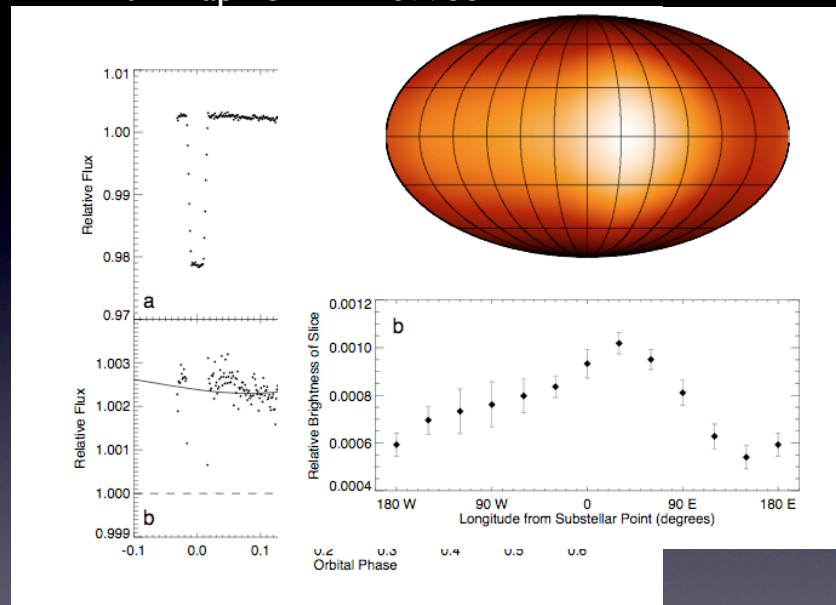 1.01
1.00
0.99
0.98
0.97
Relative Flux
a
1.003
1.002
1.001
1.000
0.999
Relative Flux
b
-0.1 0.0 0.1 0.2 0.3 0.4 0.5 0.6
Orbital Phase
0.0012
0.0010
0.0008
0.0006
0.0004
Relative Brightness of Slice
b
180 W 90 W 0 90 E 180 E
Longitude from Substellar Point (degrees)